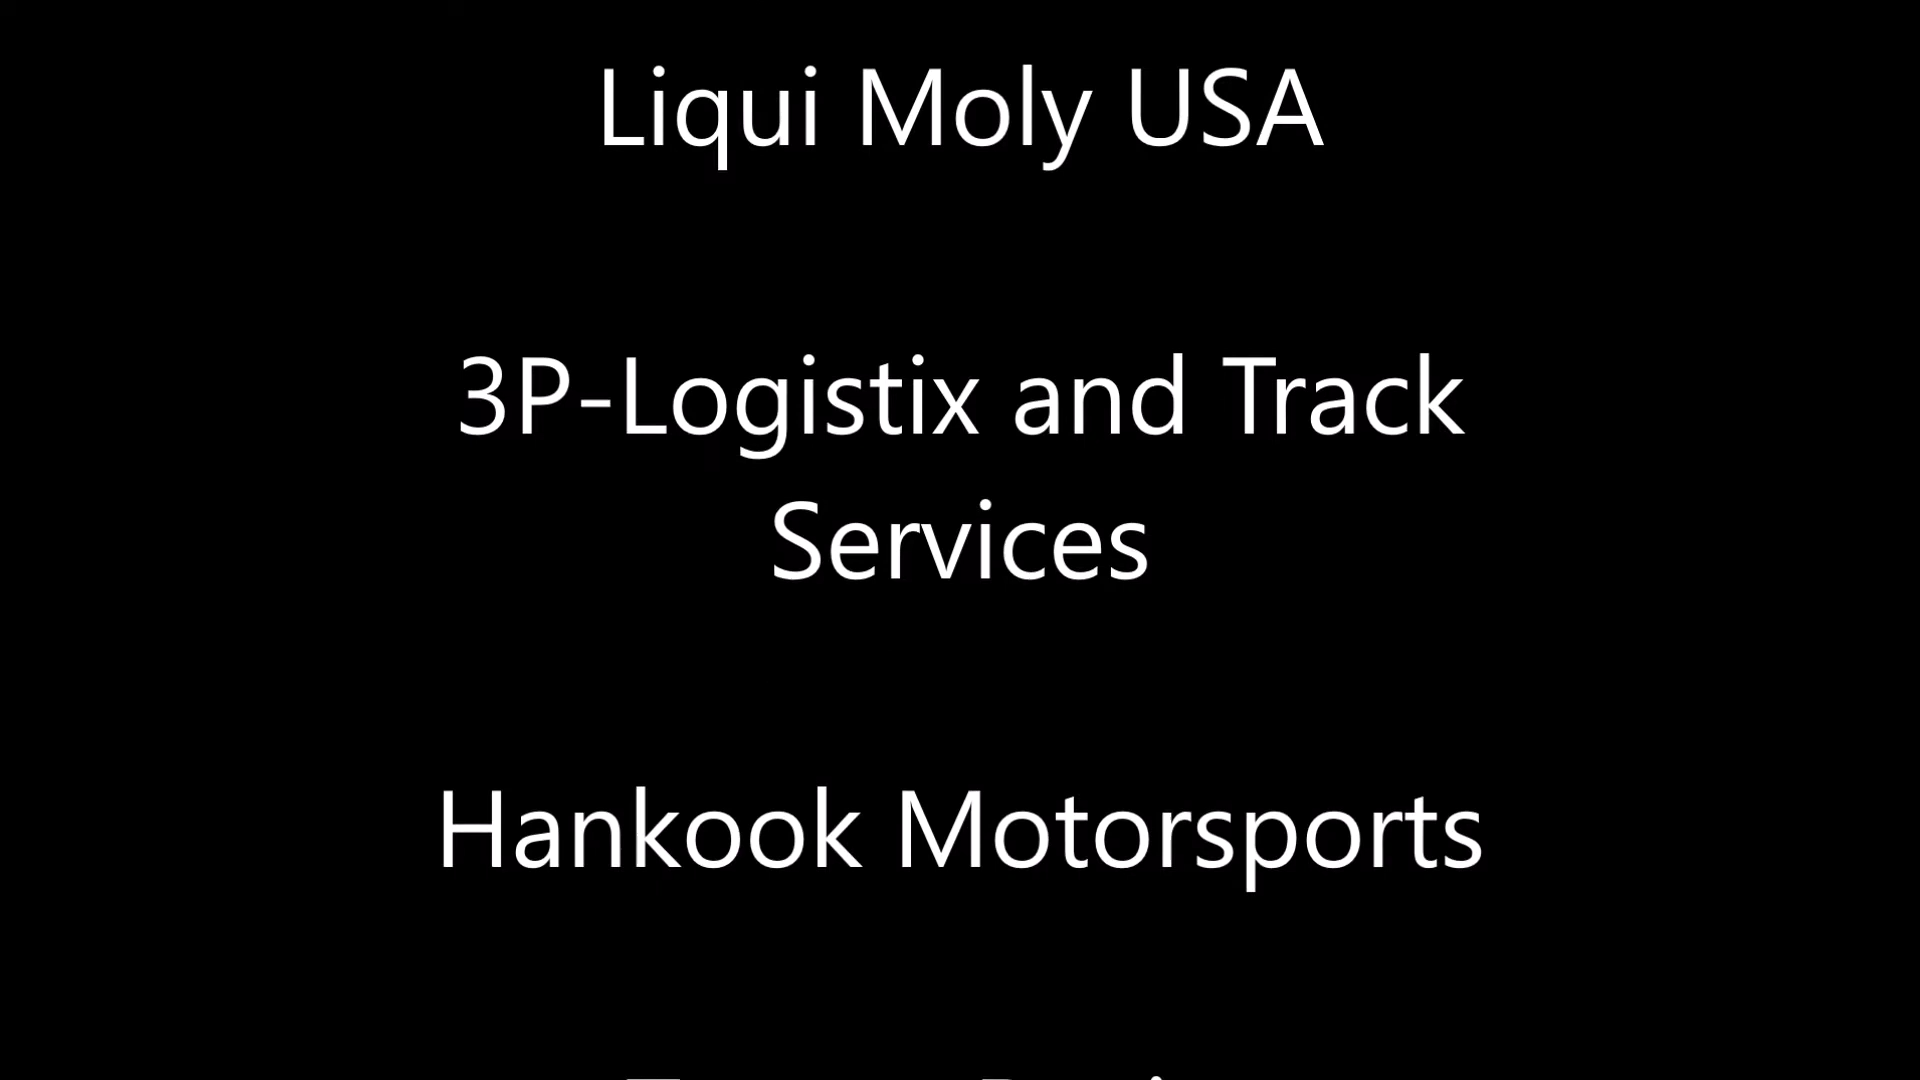 Liqui Moly USA
3P-Logistix and Track
Services
Hankook Motorsports